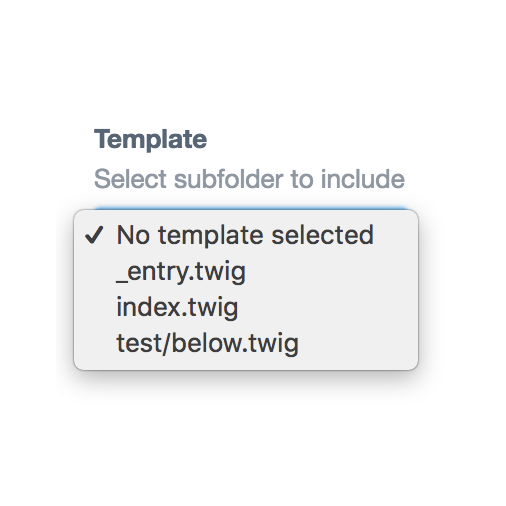 Template
Select subfolder to include
✓ No template selected
_entry.twig
index.twig
test/below.twig